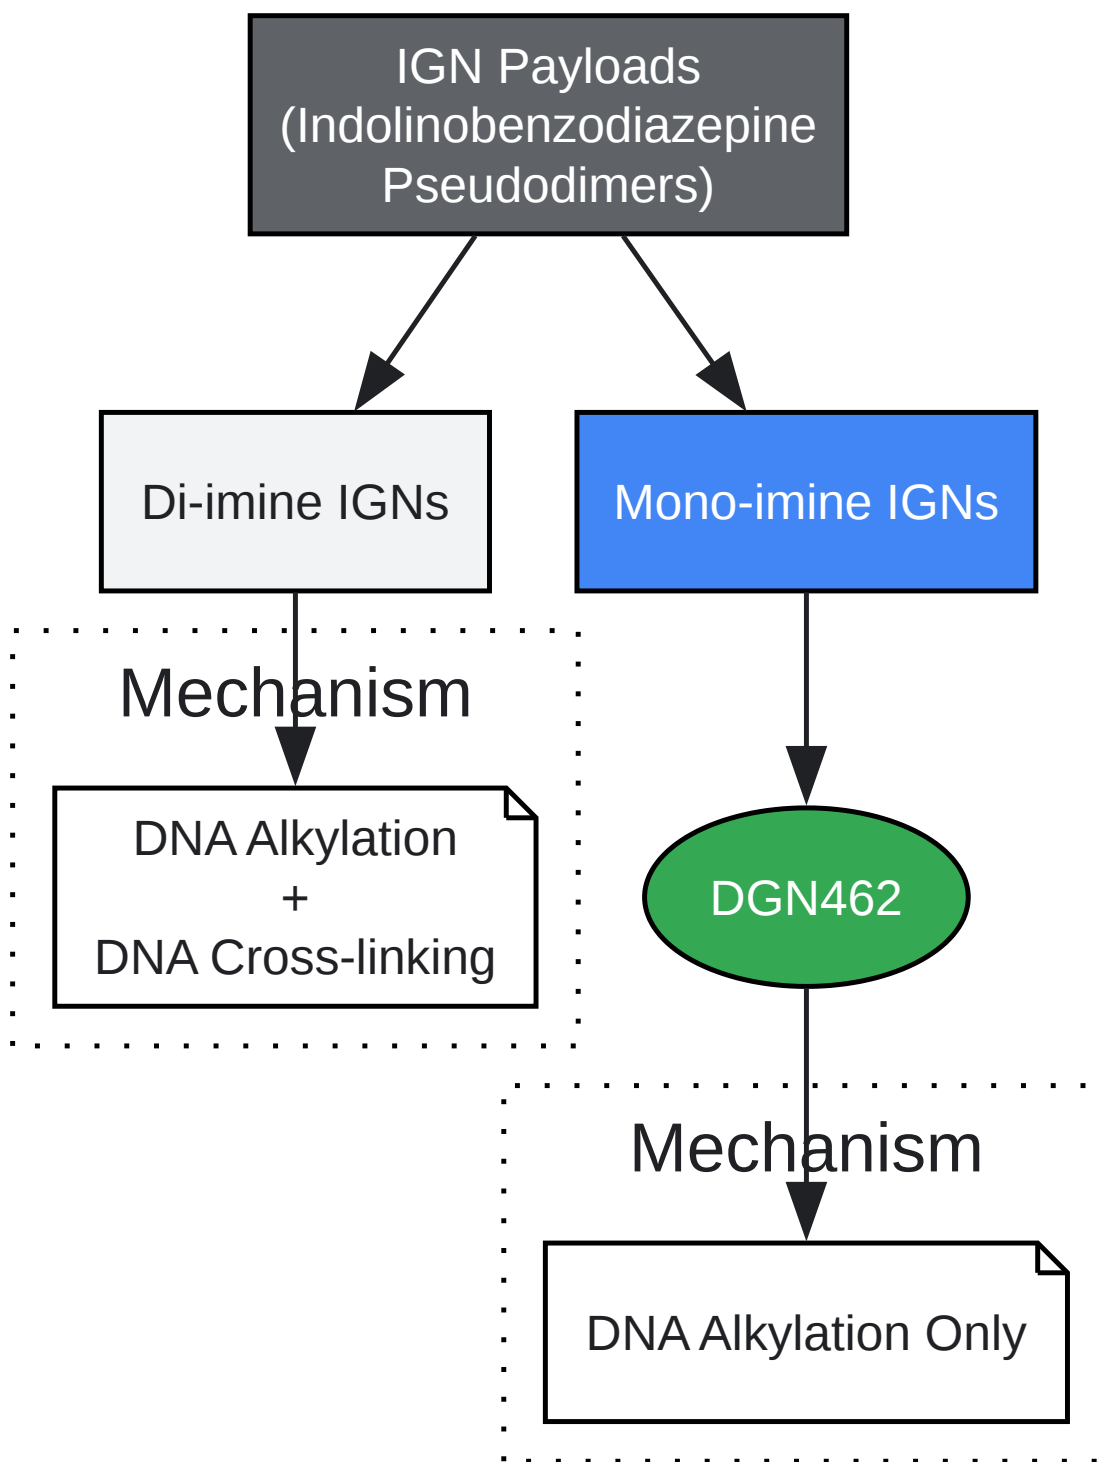 IGN Payloads
(Indolinobenzodiazepine
Pseudodimers)
Di-imine IGNs
Mono-imine IGNs
Mechanism
DNA Alkylation
+
DNA Cross-linking
DGN462
Mechanism
DNA Alkylation Only